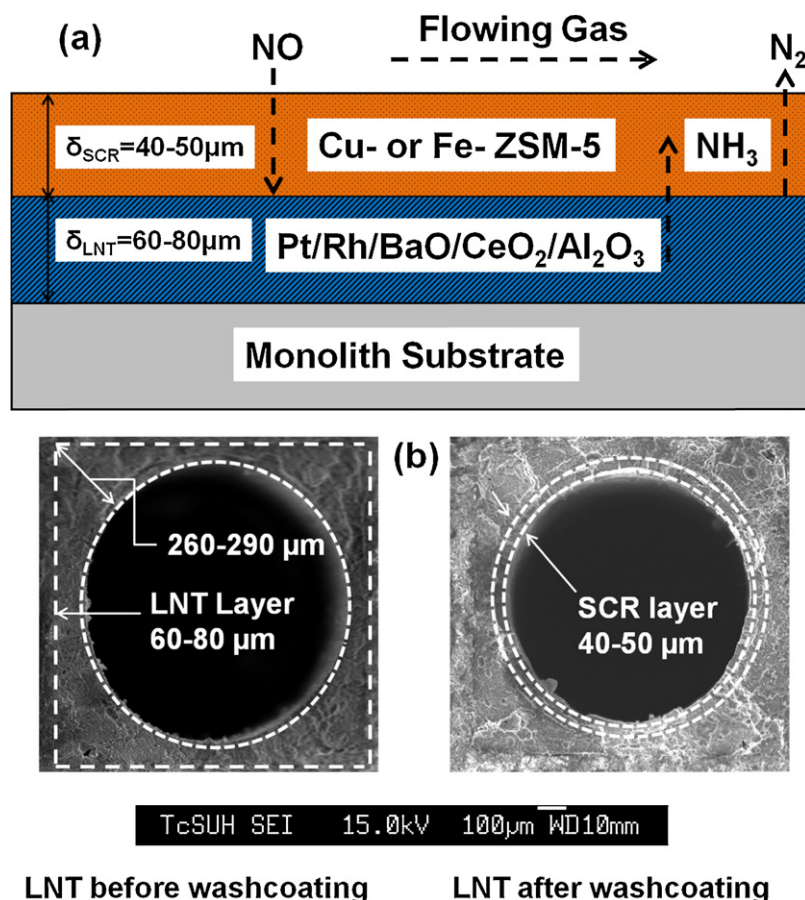 (a)
NO
Flowing Gas
N₂
δSCR=40-50µm
Cu- or Fe- ZSM-5
NH₃
δLNT=60-80µm
Pt/Rh/BaO/CeO₂/Al₂O₃
Monolith Substrate
(b)
260-290 µm
LNT Layer
60-80 µm
SCR layer
40-50 µm
TcSUH SEI 15.0kV 100µm WD10mm
LNT before washcoating
LNT after washcoating